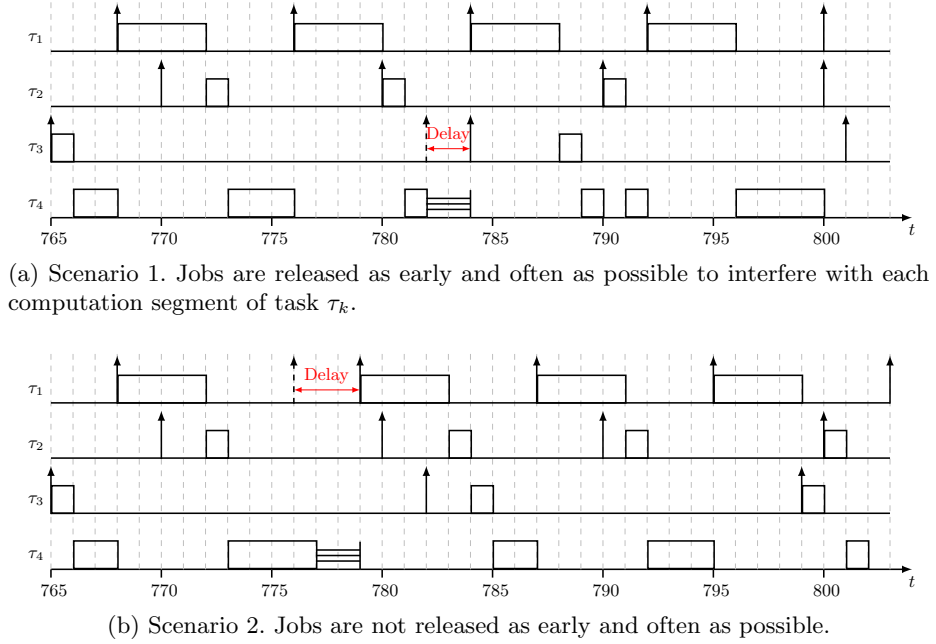 τ1
τ2
Delay
τ3
τ4
765 770 775 780 785 790 795 800 t
(a) Scenario 1. Jobs are released as early and often as possible to interfere with each
computation segment of task τk.
Delay
τ1
τ2
τ3
τ4
765 770 775 780 785 790 795 800 t
(b) Scenario 2. Jobs are not released as early and often as possible.